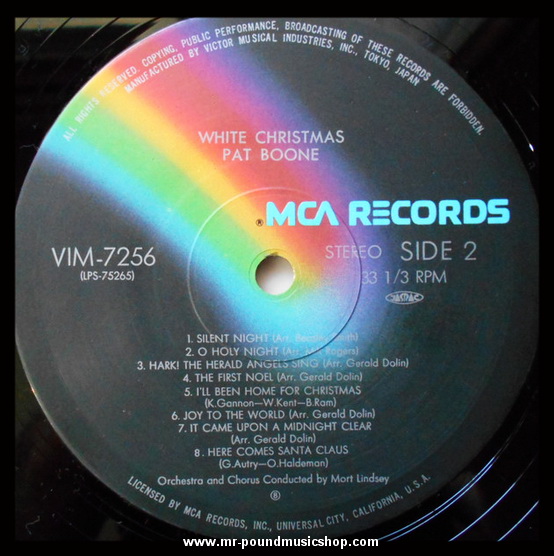 ALL RIGHTS RESERVED. COPYING, PUBLIC PERFORMANCE, BROADCASTING OF THESE RECORDS ARE FORBIDDEN.
MANUFACTURED BY VICTOR MUSICAL INDUSTRIES, INC., TOKYO, JAPAN
WHITE CHRISTMAS
PAT BOONE
® MCA RECORDS
VIM-7256
(LPS-75265)
STEREO SIDE 2
33 1/3 RPM
JASRAC
1. SILENT NIGHT (Arr.
2. O HOLY NIGHT (Arr. Rogers)
3. HARK! THE HERALD ANGELS SING (Arr. Gerald Dolin)
4. THE FIRST NOEL (Arr. Gerald Dolin)
5. I'LL BEEN HOME FOR CHRISTMAS
(K.Gannon—W.Kent—B.Ram)
6. JOY TO THE WORLD (Arr. Gerald Dolin)
7. IT CAME UPON A MIDNIGHT CLEAR
(Arr. Gerald Dolin)
8. HERE COMES SANTA CLAUS
(G.Autry—O.Haldeman)
Orchestra and Chorus Conducted by Mort Lindsey
LICENSED BY MCA RECORDS, INC., UNIVERSAL CITY, CALIFORNIA, U.S.A.
www.mr-poundmusicshop.com